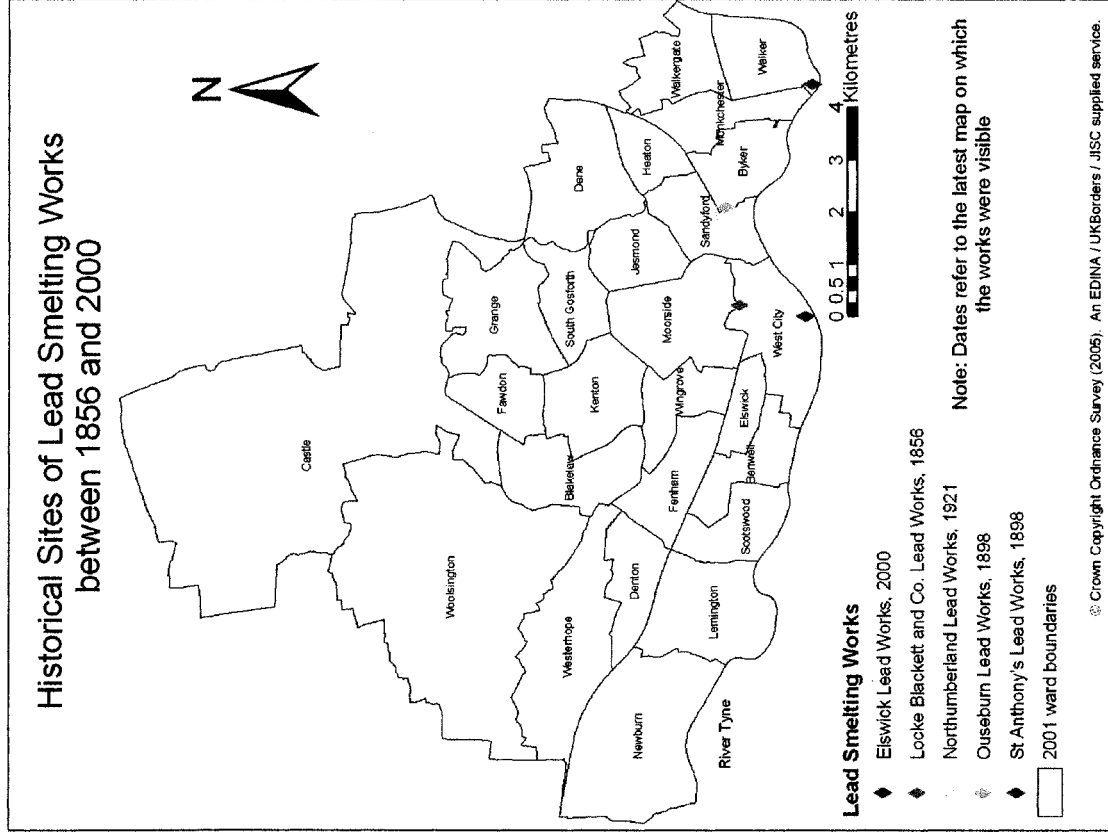 Historical Sites of Lead Smelting Works
between 1856 and 2000
N
Castle
Woolsington
Grange
Fawdon
Dene
South Gosforth
Kenton
Blakelaw
Westerhope
Walkergate
Heaton
Jesmond
Moorside
Wingrove
Fenham
Denton
Monkchester
Walker
Byker
Sandyford
Newburn
Lemington
Scotswood
Benwell
Elswick
West City
River Tyne
0 0.5 1 2 3 4
Kilometres
Lead Smelting Works
Elswick Lead Works, 2000
Locke Blackett and Co. Lead Works, 1856
Northumberland Lead Works, 1921
Ouseburn Lead Works, 1898
St Anthony's Lead Works, 1898
2001 ward boundaries
Note: Dates refer to the latest map on which
the works were visible
© Crown Copyright Ordnance Survey (2005). An EDINA / UKBorders / JISC supplied service.